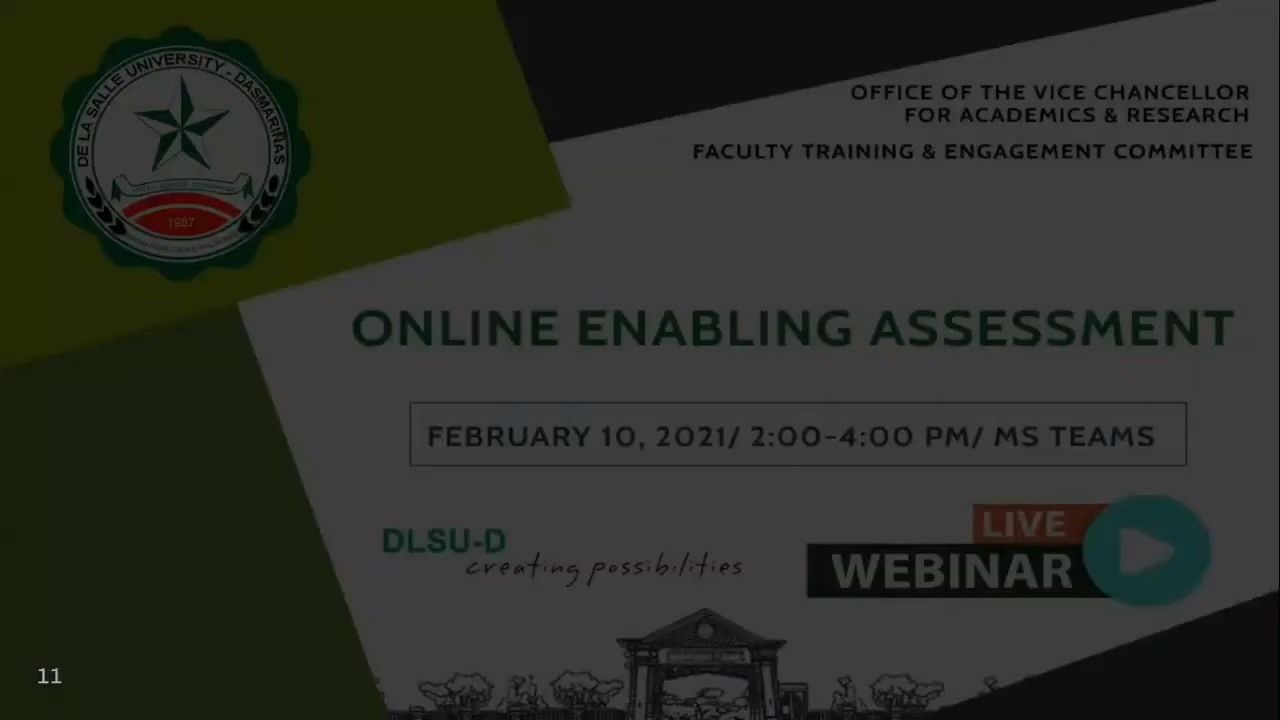 DE LA SALLE UNIVERSITY - DASMARIÑAS
1987
OFFICE OF THE VICE CHANCELLOR
FOR ACADEMICS & RESEARCH
FACULTY TRAINING & ENGAGEMENT COMMITTEE
ONLINE ENABLING ASSESSMENT
FEBRUARY 10, 2021/ 2:00-4:00 PM/ MS TEAMS
DLSU-D
creating possibilities
LIVE
WEBINAR
11